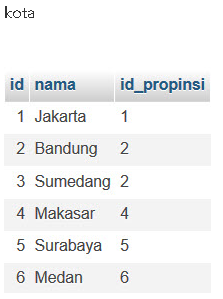 kota
id nama id_propinsi
1 Jakarta 1
2 Bandung 2
3 Sumedang 2
4 Makasar 4
5 Surabaya 5
6 Medan 6